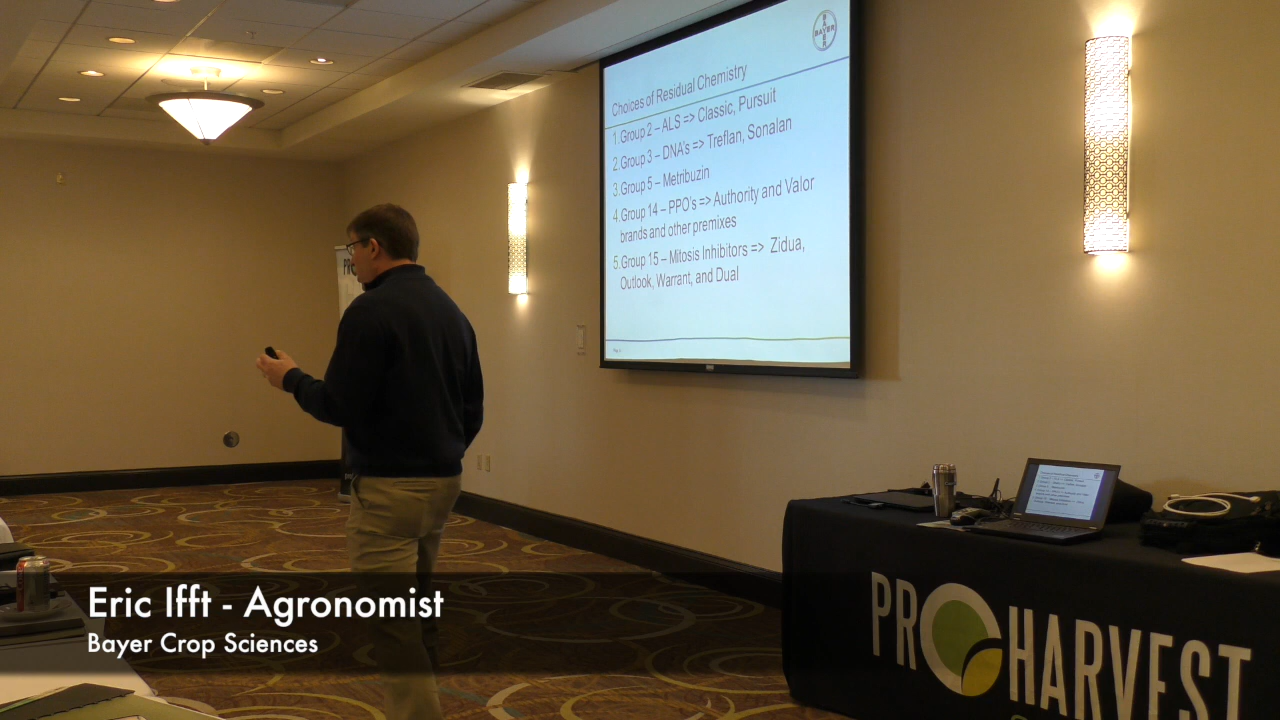 BAYER
BAYER
Choices of Residual Chemistry
1.Group 2 – ALS => Classic, Pursuit
2.Group 3 – DNA's => Treflan, Sonalan
3.Group 5 – Metribuzin
4.Group 14 – PPO's => Authority and Valor
brands and other premixes
5.Group 15 – Mitosis Inhibitors => Zidua,
Outlook, Warrant, and Dual
PRO
Eric Ifft - Agronomist
Bayer Crop Sciences
PROHARVEST